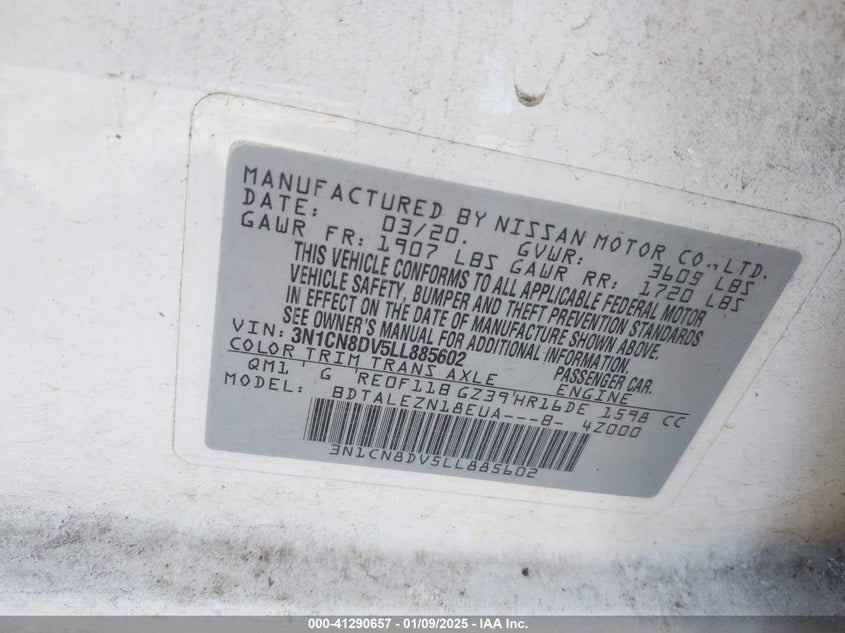 MANUFACTURED BY NISSAN MOTOR CO.,LTD.
DATE: 03/20. GVWR: 3609 LBS
GAWR FR: 1907 LBS GAWR RR: 1720 LBS
THIS VEHICLE CONFORMS TO ALL APPLICABLE FEDERAL MOTOR
VEHICLE SAFETY, BUMPER AND THEFT PREVENTION STANDARDS
IN EFFECT ON THE DATE OF MANUFACTURE SHOWN ABOVE.
SEE OWNER'S MANUAL FOR ADDITIONAL INFORMATION.
VIN: 3N1CN8DV5LL885602 PASSENGER CAR.
COLOR TRIM TRANS AXLE ENGINE
QM1 G RE0F11B GZ39 HR16DE 1598 CC
MODEL: BDTALEZN18EUA---B- 4Z000
3N1CN8DV5LL885602
000-41290657 - 01/09/2025 - IAA Inc.